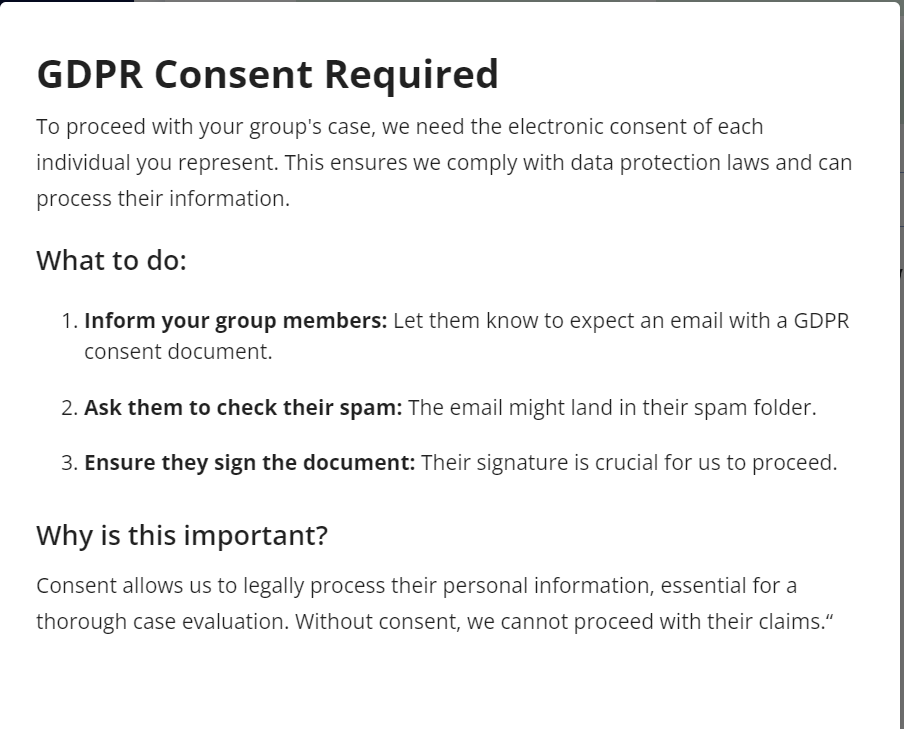 GDPR Consent Required
To proceed with your group's case, we need the electronic consent of each
individual you represent. This ensures we comply with data protection laws and can
process their information.
What to do:
1. Inform your group members: Let them know to expect an email with a GDPR
consent document.
2. Ask them to check their spam: The email might land in their spam folder.
3. Ensure they sign the document: Their signature is crucial for us to proceed.
Why is this important?
Consent allows us to legally process their personal information, essential for a
thorough case evaluation. Without consent, we cannot proceed with their claims.“